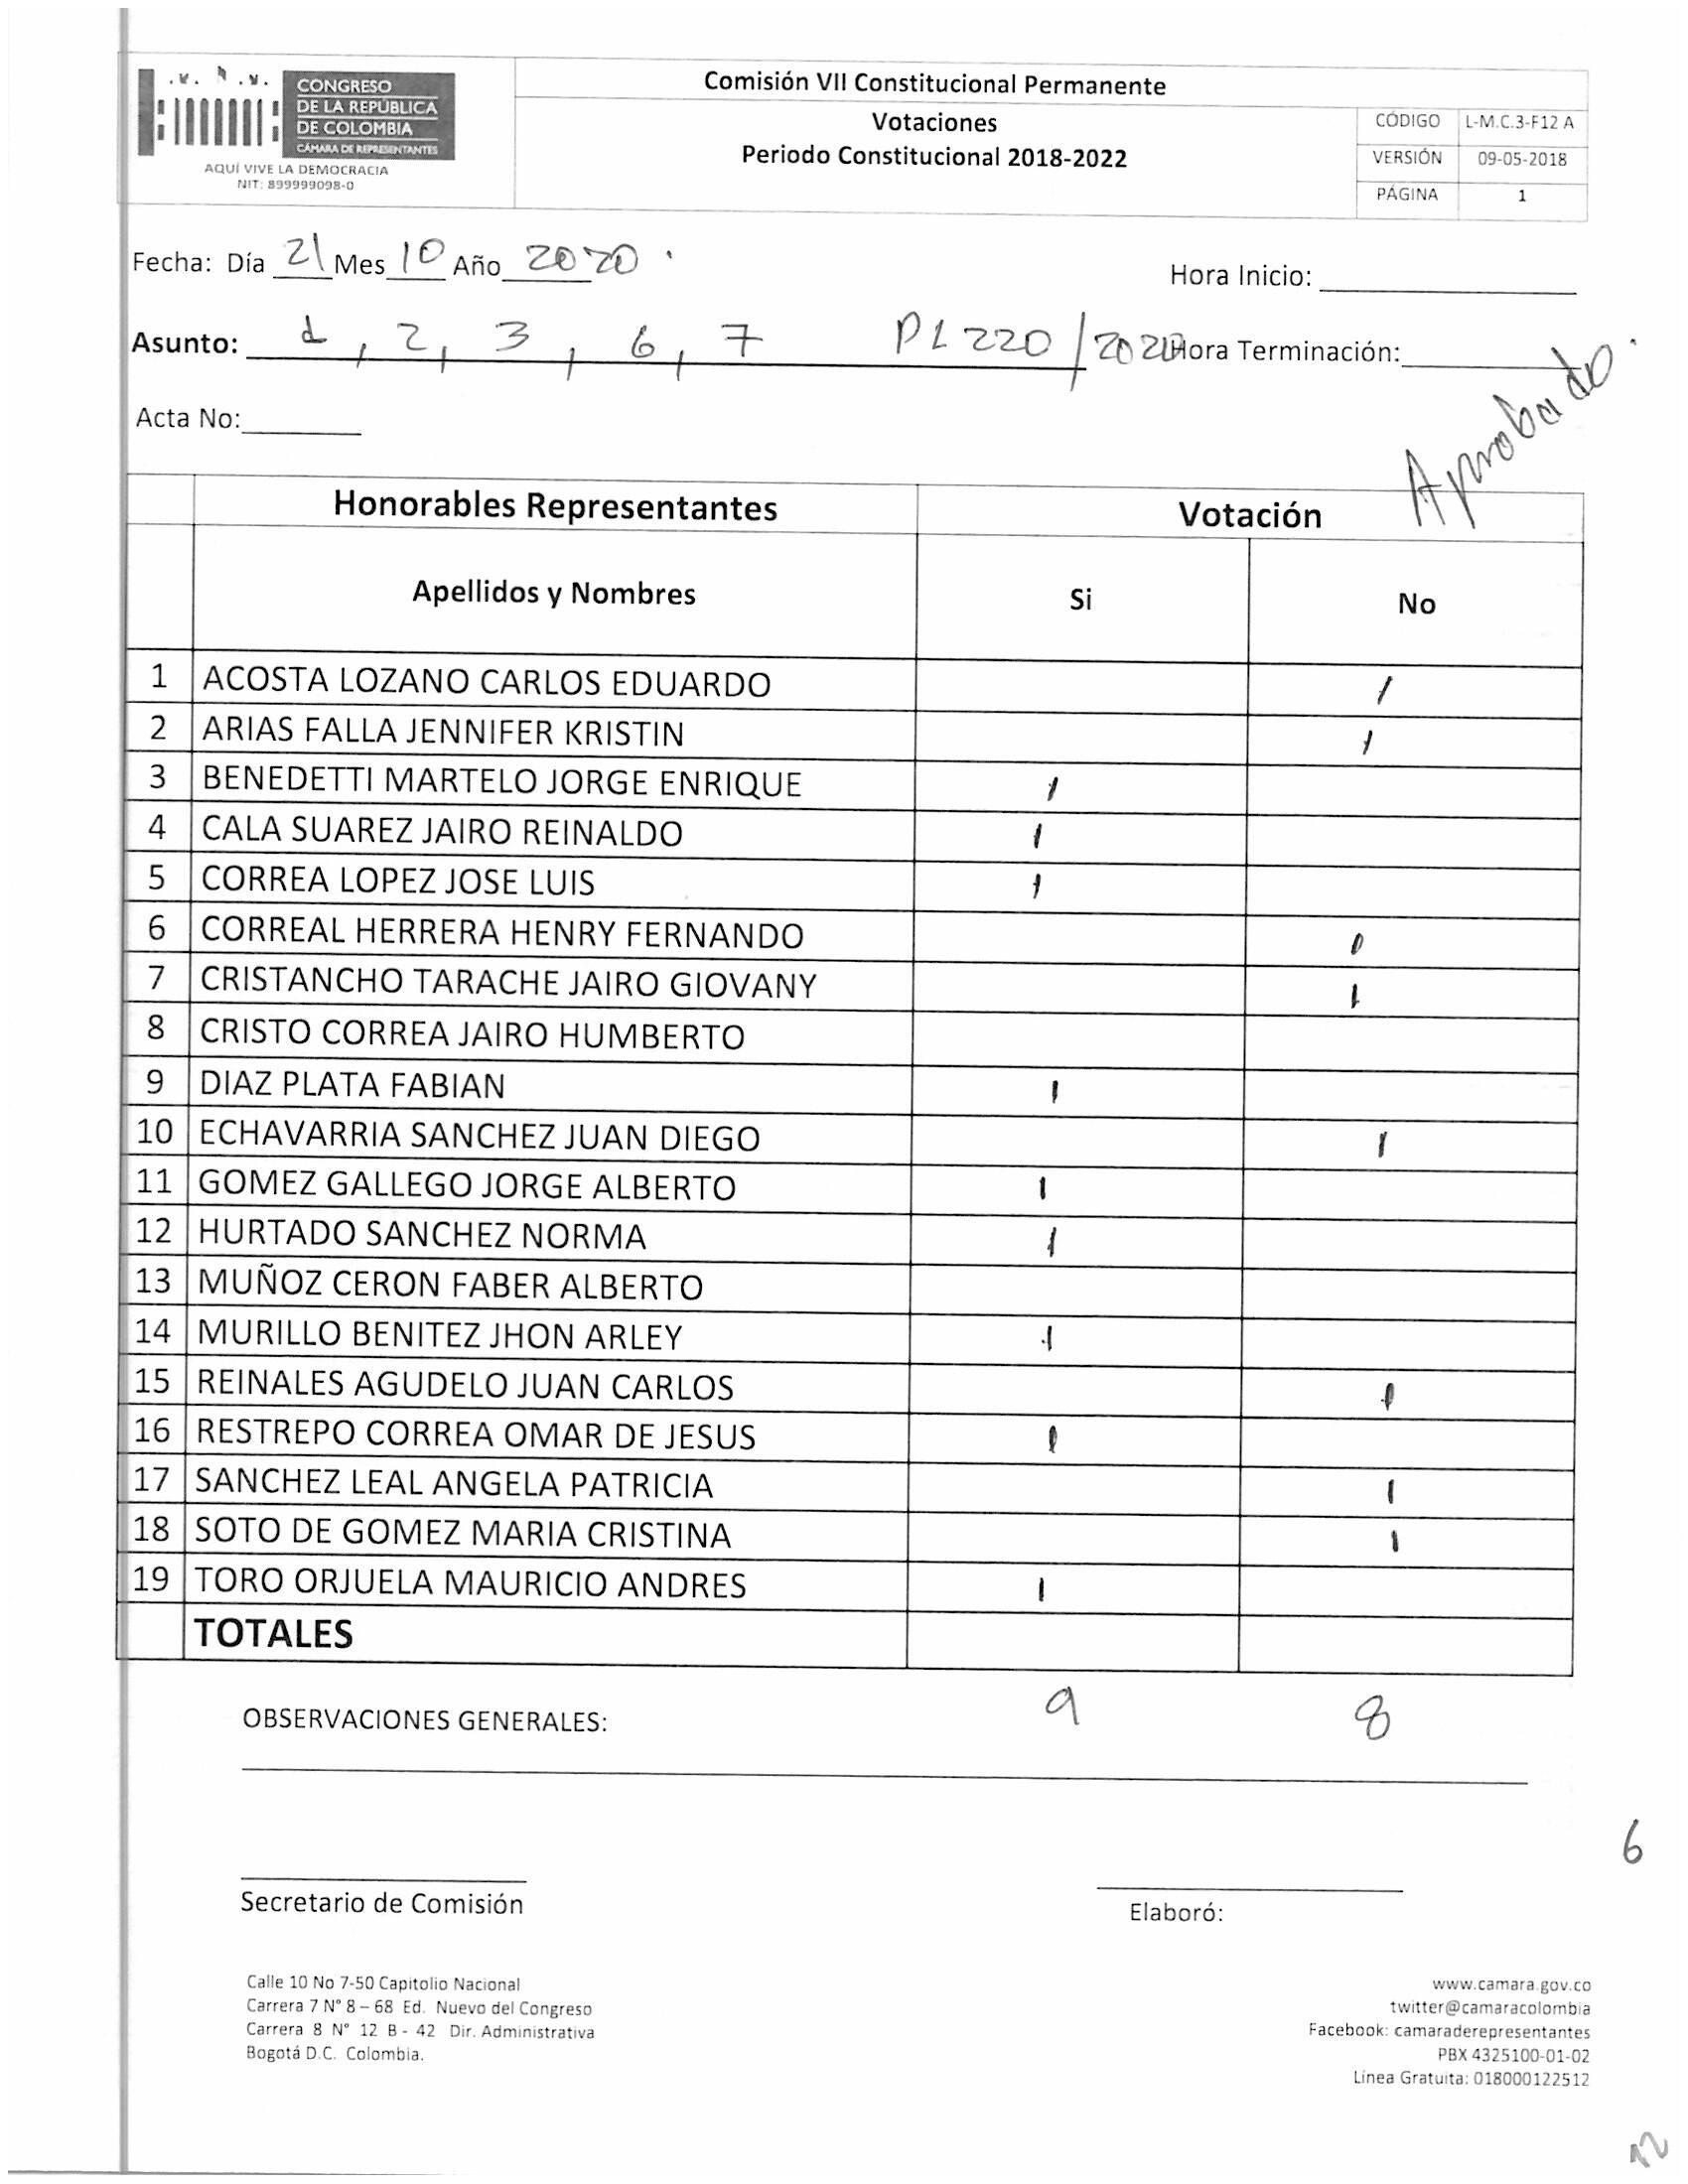 CONGRESO
DE LA REPÚBLICA
DE COLOMBIA
CÁMARA DE REPRESENTANTES
AQUÍ VIVE LA DEMOCRACIA
NIT: 899999098-0
Comisión VII Constitucional Permanente
Votaciones
Periodo Constitucional 2018-2022
CÓDIGO L-M.C.3-F12 A
VERSIÓN 09-05-2018
PÁGINA 1
Fecha: Día 21 Mes 10 Año 2020
Hora Inicio:
Asunto: 1, 2, 3, 6, 7 PL 220/2020
Hora Terminación:
Aprobado.
Acta No:
Honorables Representantes Votación
Apellidos y Nombres Si No
1 ACOSTA LOZANO CARLOS EDUARDO /
2 ARIAS FALLA JENNIFER KRISTIN /
3 BENEDETTI MARTELO JORGE ENRIQUE /
4 CALA SUAREZ JAIRO REINALDO /
5 CORREA LOPEZ JOSE LUIS /
6 CORREAL HERRERA HENRY FERNANDO /
7 CRISTANCHO TARACHE JAIRO GIOVANY /
8 CRISTO CORREA JAIRO HUMBERTO
9 DIAZ PLATA FABIAN /
10 ECHAVARRIA SANCHEZ JUAN DIEGO /
11 GOMEZ GALLEGO JORGE ALBERTO /
12 HURTADO SANCHEZ NORMA /
13 MUÑOZ CERON FABER ALBERTO
14 MURILLO BENITEZ JHON ARLEY /
15 REINALES AGUDELO JUAN CARLOS /
16 RESTREPO CORREA OMAR DE JESUS /
17 SANCHEZ LEAL ANGELA PATRICIA /
18 SOTO DE GOMEZ MARIA CRISTINA /
19 TORO ORJUELA MAURICIO ANDRES /
TOTALES
OBSERVACIONES GENERALES: 9 8
6
Secretario de Comisión
Elaboró:
Calle 10 No 7-50 Capitolio Nacional
Carrera 7 N° 8 – 68 Ed. Nuevo del Congreso
Carrera 8 N° 12 B - 42 Dir. Administrativa
Bogotá D.C. Colombia.
www.camara.gov.co
twitter@camaracolombia
Facebook: camaraderepresentantes
PBX 4325100-01-02
Línea Gratuita: 018000122512